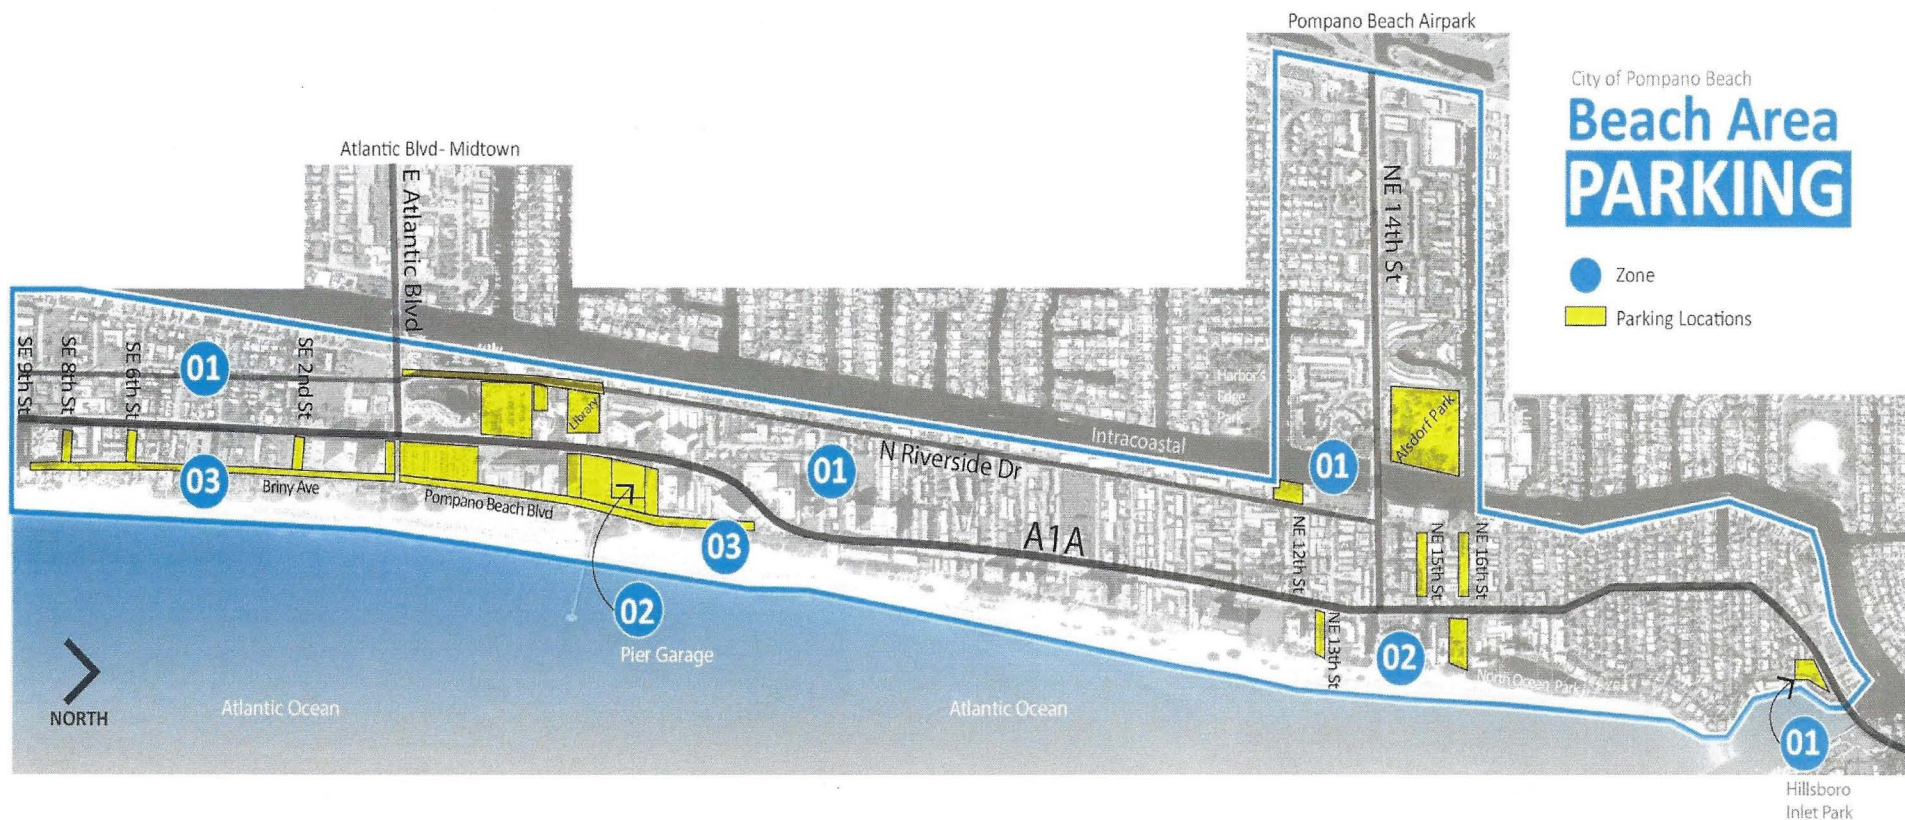 Pompano Beach Airpark
City of Pompano Beach
Beach Area
PARKING
Zone
Parking Locations
Atlantic Blvd- Midtown
E Atlantic Blvd
NE 14th St
SE 9th St
SE 8th St
SE 6th St
01
SE 2nd St
Library
Harbor's
Edge
Alsdorf Park
Intracoastal
N Riverside Dr
01
01
03
Briny Ave
Pompano Beach Blvd
03
A1A
NE 12th St
NE 13th St
NE 15th St
NE 16th St
02
Pier Garage
02
North Ocean Park
01
Hillsboro
Inlet Park
NORTH
Atlantic Ocean
Atlantic Ocean